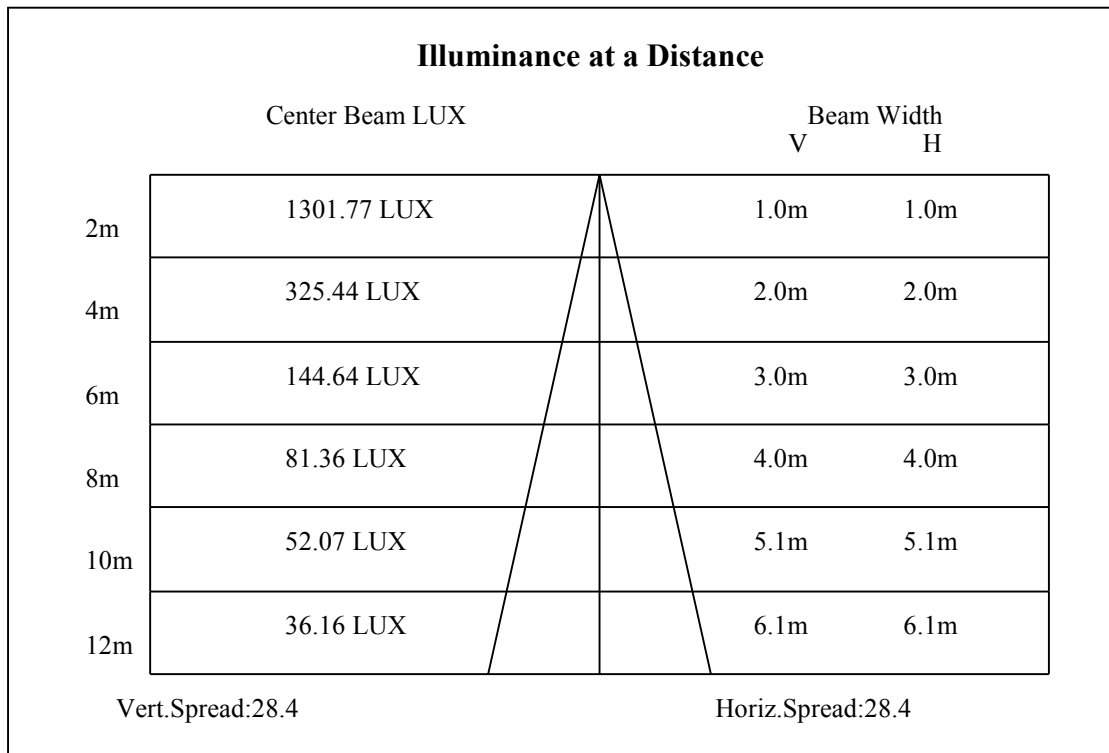 Illuminance at a Distance
Center Beam LUX Beam Width
V H
2m 1301.77 LUX 1.0m 1.0m
4m 325.44 LUX 2.0m 2.0m
6m 144.64 LUX 3.0m 3.0m
8m 81.36 LUX 4.0m 4.0m
10m 52.07 LUX 5.1m 5.1m
12m 36.16 LUX 6.1m 6.1m
Vert.Spread:28.4 Horiz.Spread:28.4